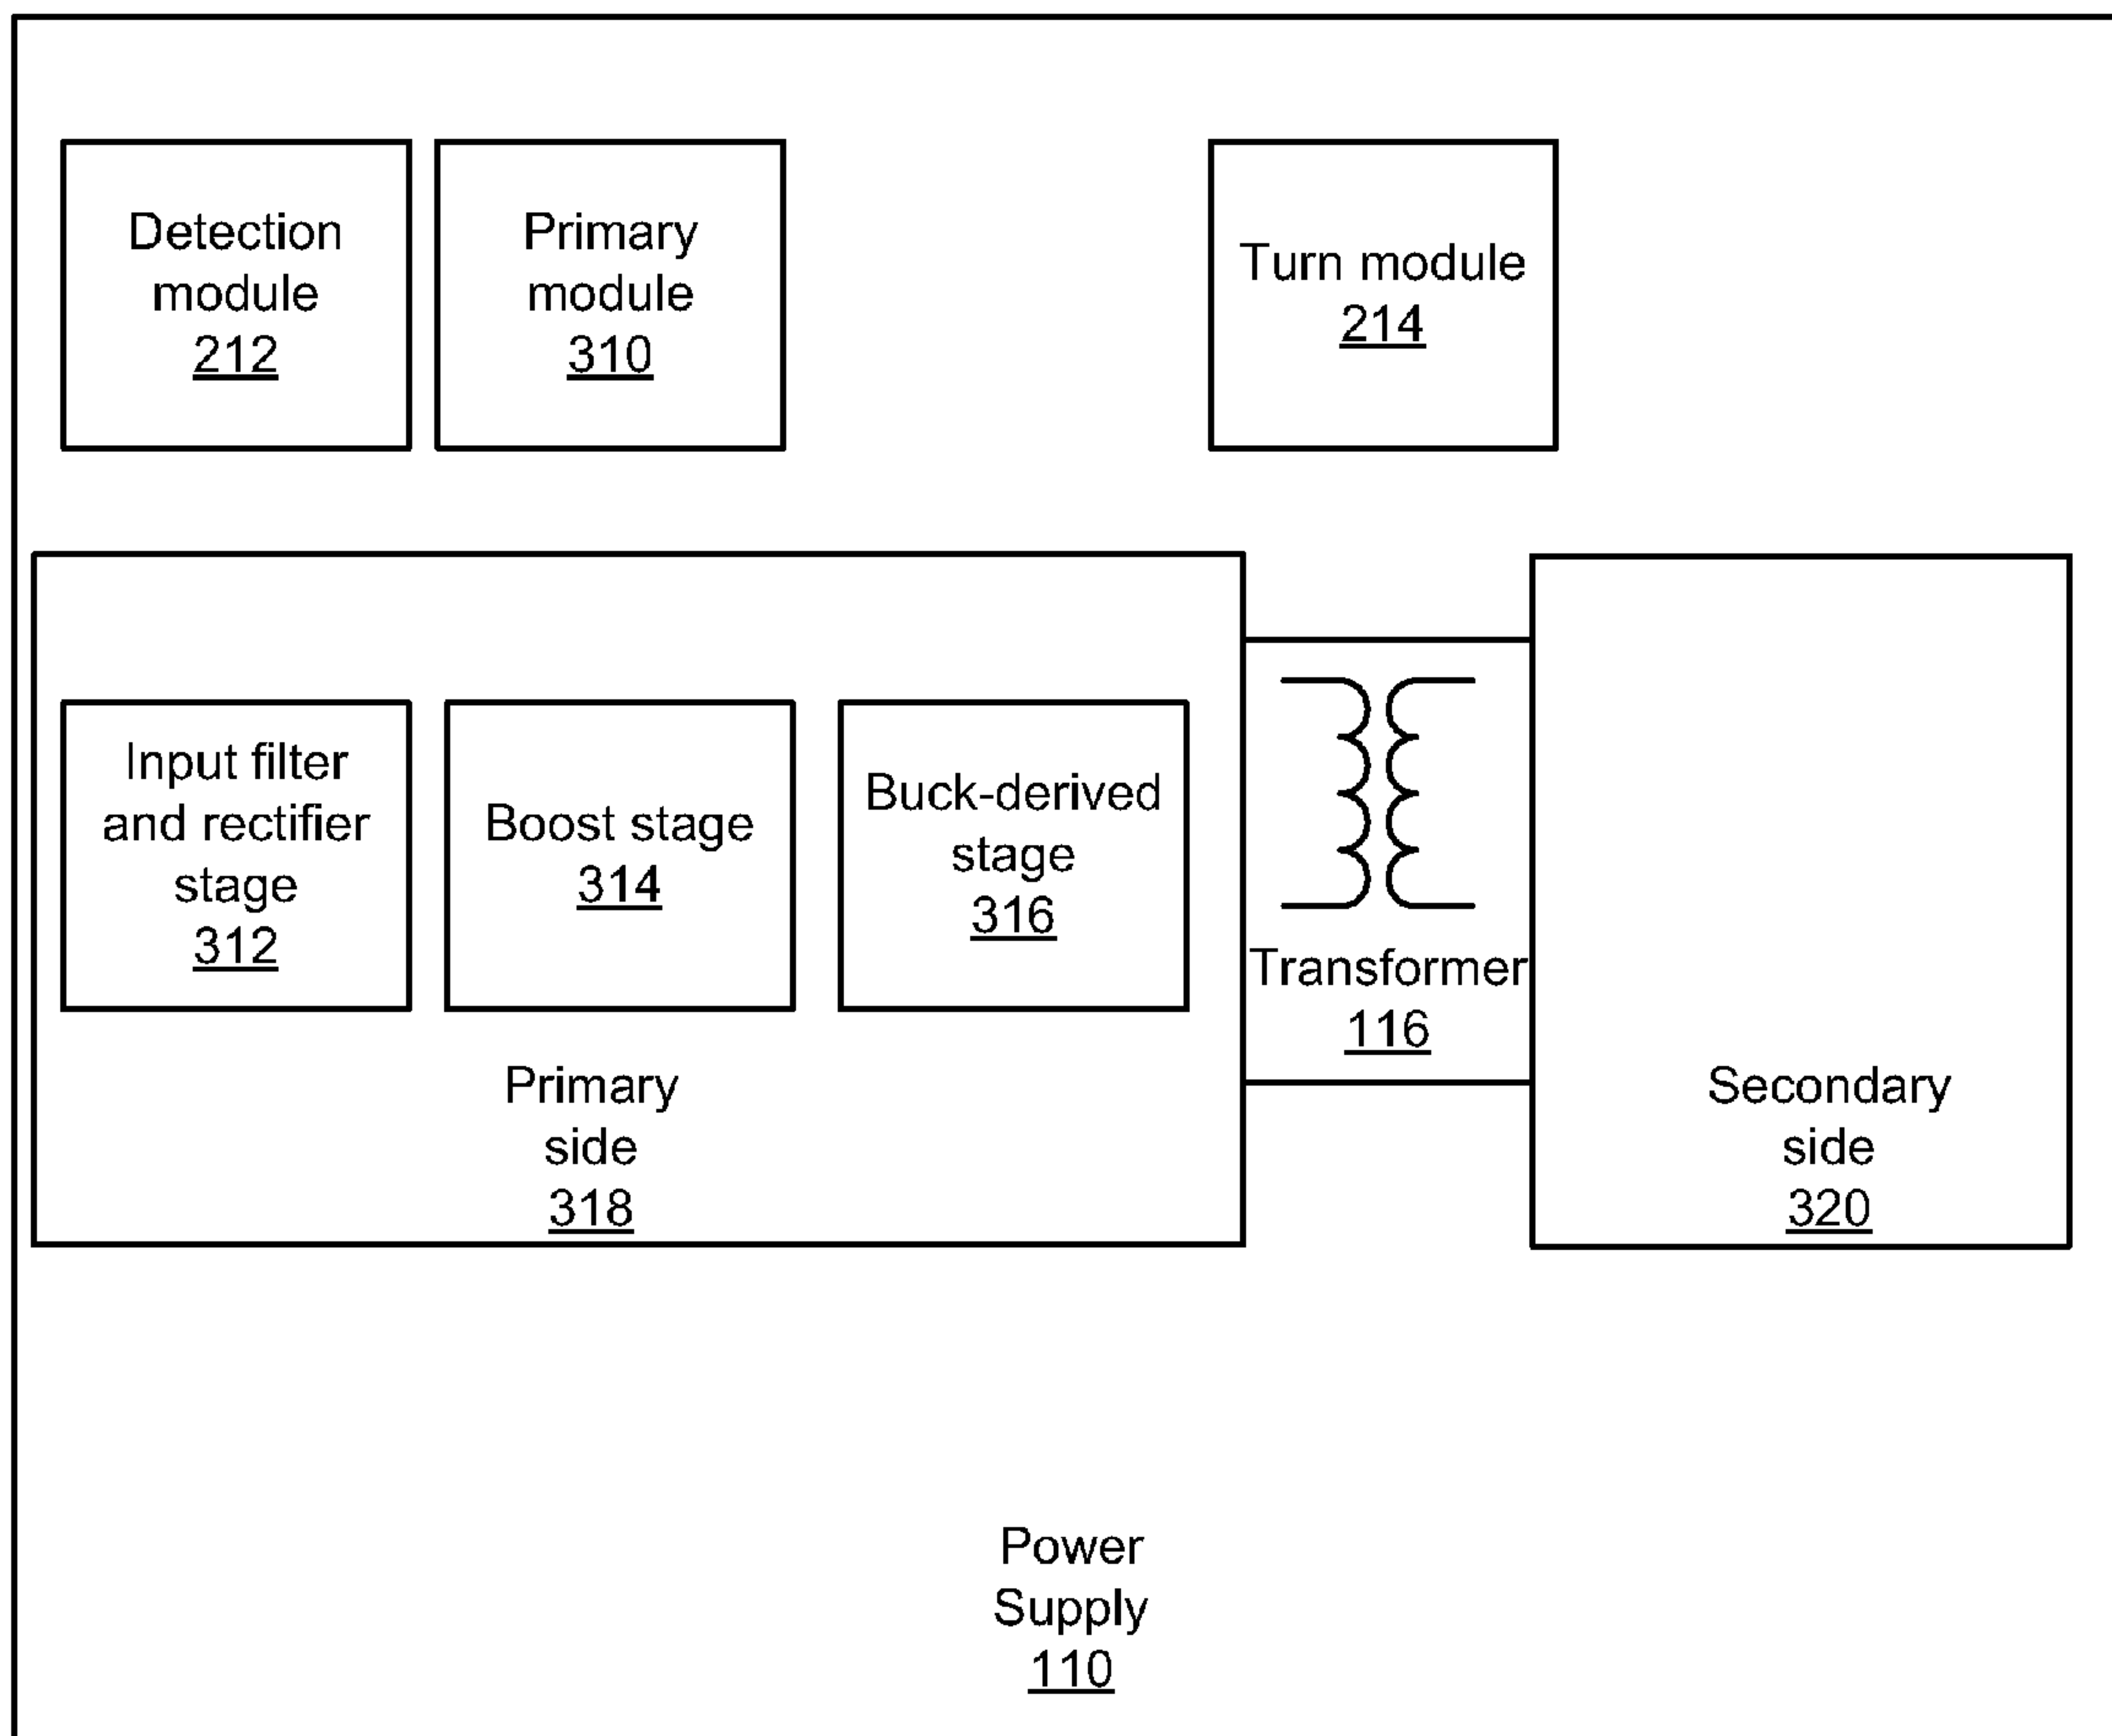 Detection
module
212
Primary
module
310
Turn module
214
Input filter
and rectifier
stage
312
Boost stage
314
Buck-derived
stage
316
Transformer
116
Primary
side
318
Secondary
side
320
Power
Supply
110